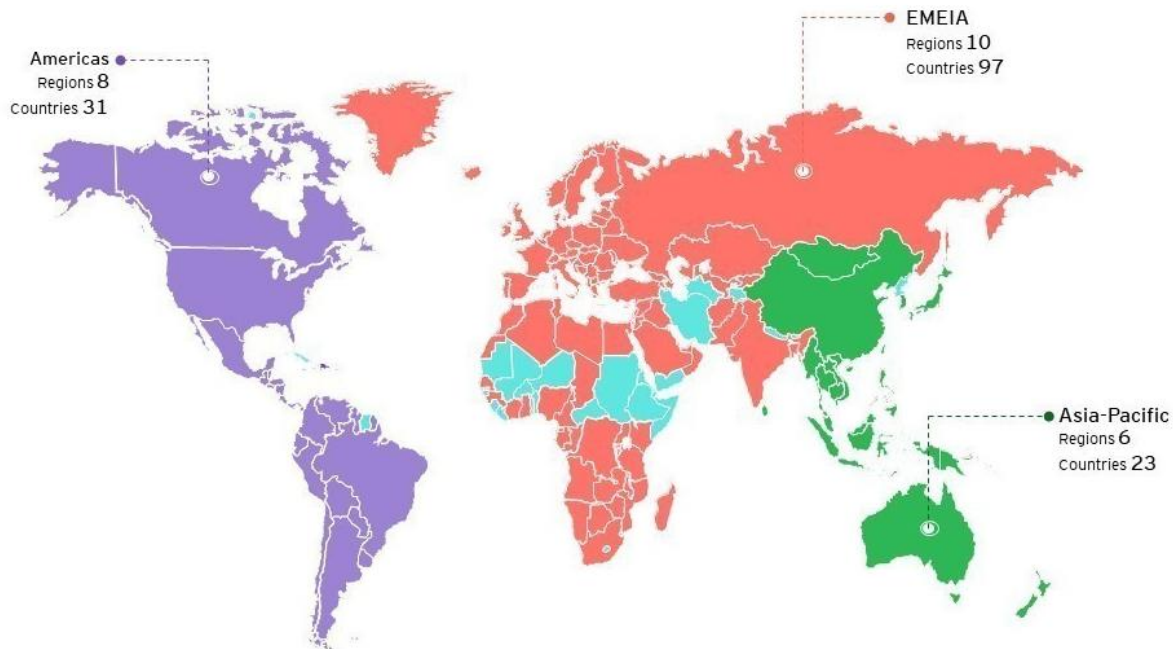 Americas
Regions 8
Countries 31
EMEIA
Regions 10
Countries 97
Asia-Pacific
Regions 6
Countries 23